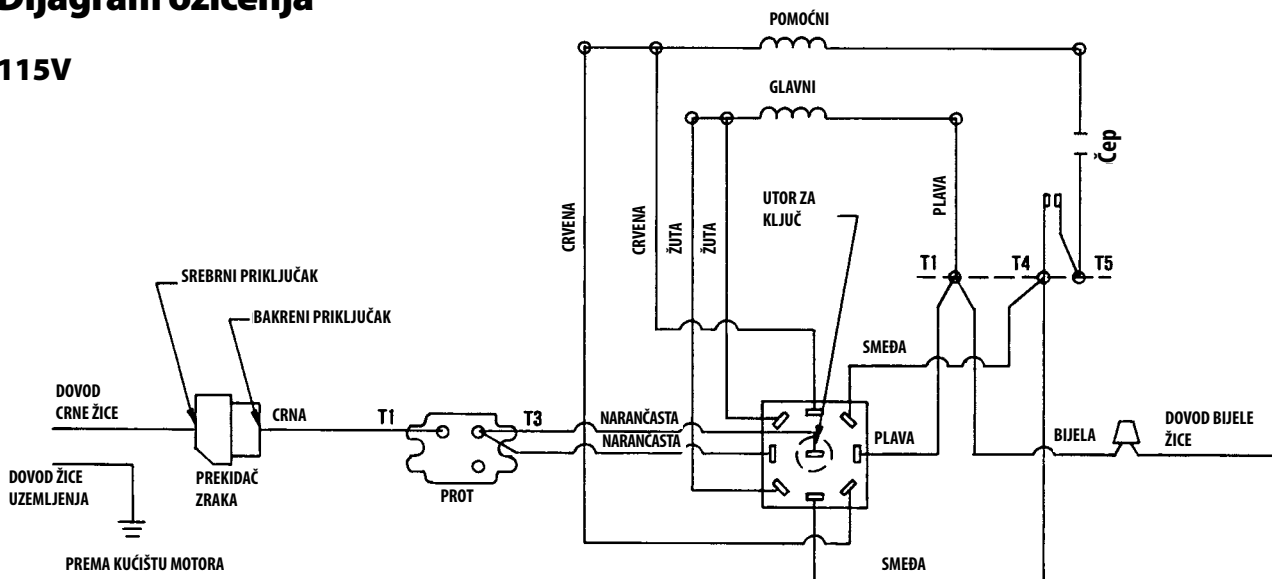 Dijagram ožičenja
115V
POMOĆNI
GLAVNI
Čep
CRVENA
CRVENA
ŽUTA
ŽUTA
PLAVA
UTOR ZA
KLJUČ
T1
T4
T5
SREBRNI PRIKLJUČAK
BAKRENI PRIKLJUČAK
SMEĐA
DOVOD
CRNE ŽICE
CRNA
T1
T3
NARANČASTA
NARANČASTA
PLAVA
BIJELA
DOVOD BIJELE
ŽICE
DOVOD ŽICE
UZEMLJENJA
PREKIDAČ
ZRAKA
PROT
PREMA KUĆIŠTU MOTORA
SMEĐA